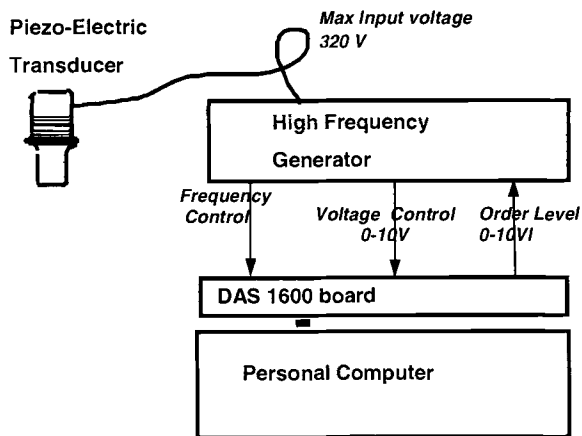 Piezo-Electric
Transducer
Max Input voltage
320 V
High Frequency
Generator
Frequency
Control
Voltage Control
0-10V
Order Level
0-10VI
DAS 1600 board
Personal Computer